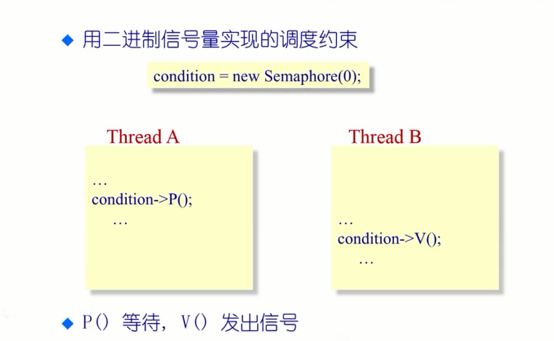 用二进制信号量实现的调度约束
condition = new Semaphore(0);
Thread A
…
condition->P();
…
Thread B
…
condition->V();
…
P() 等待, V() 发出信号